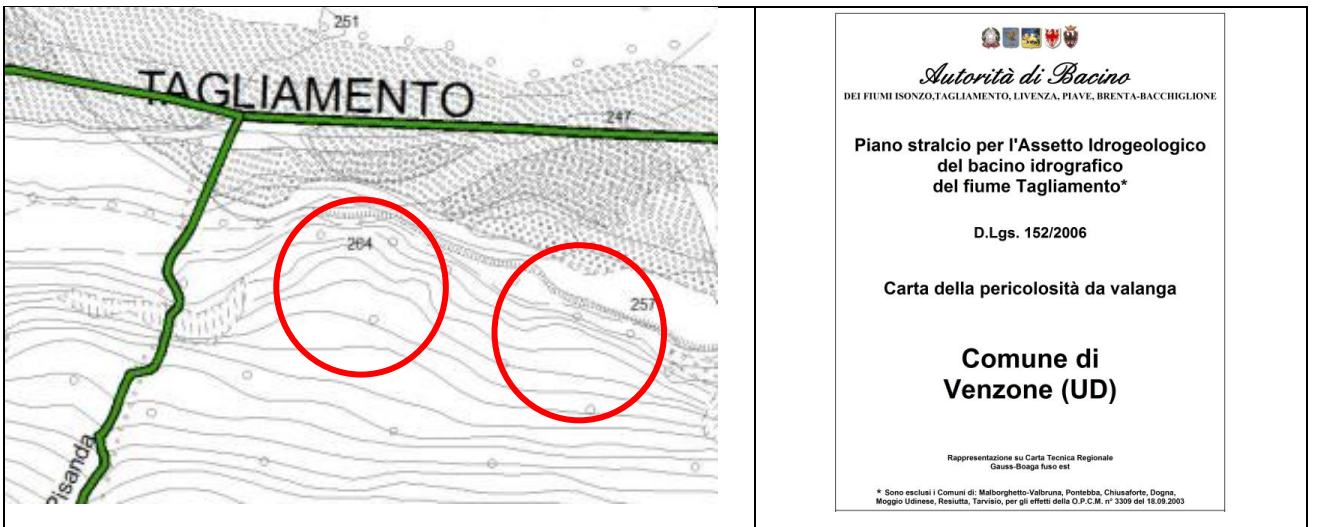 251
TAGLIAMENTO
247
264
257
Pisanda
Autorità di Bacino
DEI FIUMI ISONZO,TAGLIAMENTO, LIVENZA, PIAVE, BRENTA-BACCHIGLIONE
Piano stralcio per l'Assetto Idrogeologico
del bacino idrografico
del fiume Tagliamento*
D.Lgs. 152/2006
Carta della pericolosità da valanga
Comune di
Venzone (UD)
Rappresentazione su Carta Tecnica Regionale
Gauss-Boaga fuso est
* Sono esclusi i Comuni di: Malborghetto-Valbruna, Pontebba, Chiusaforte, Dogna,
Moggio Udinese, Resiutta, Tarvisio, per gli effetti della O.P.C.M. n° 3309 del 18.09.2003